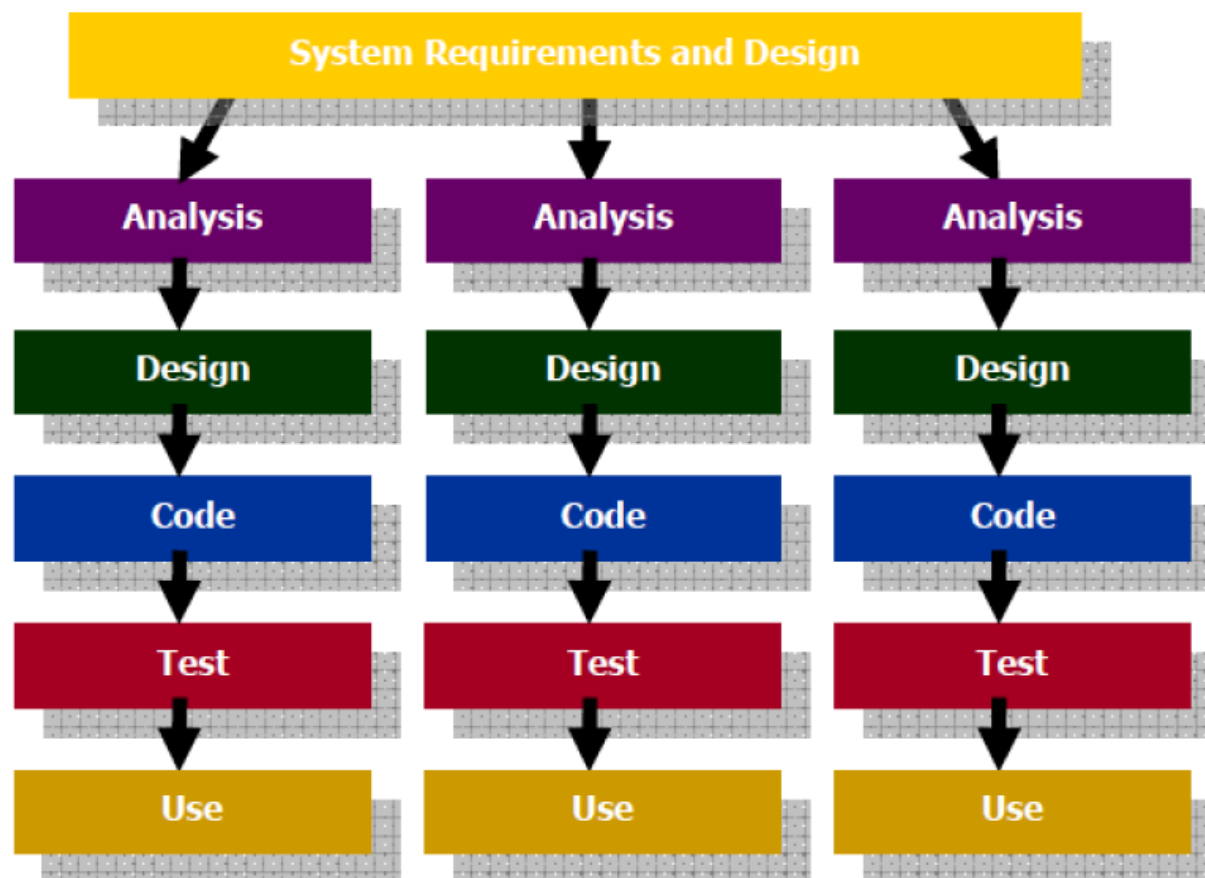 System Requirements and Design
Analysis
Analysis
Analysis
Design
Design
Design
Code
Code
Code
Test
Test
Test
Use
Use
Use